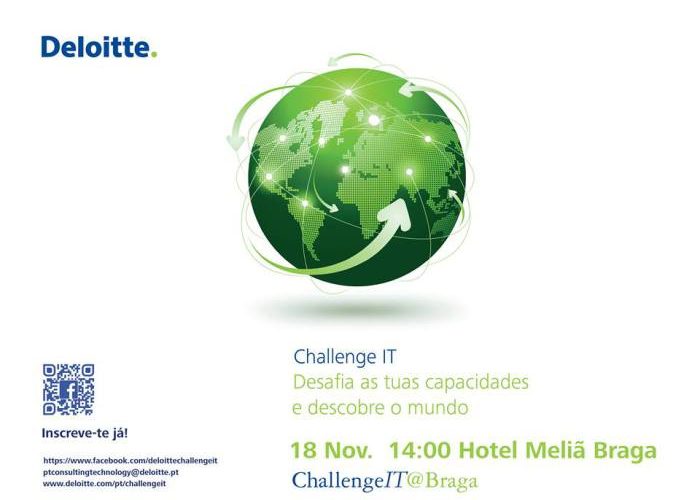 Deloitte.
Challenge IT
Desafia as tuas capacidades
e descobre o mundo
18 Nov. 14:00 Hotel Meliã Braga
ChallengeIT@Braga
f
Inscreve-te já!
https://www.facebook.com/deloittechallengeit
ptconsultingtechnology@deloitte.pt
www.deloitte.com/pt/challengeit